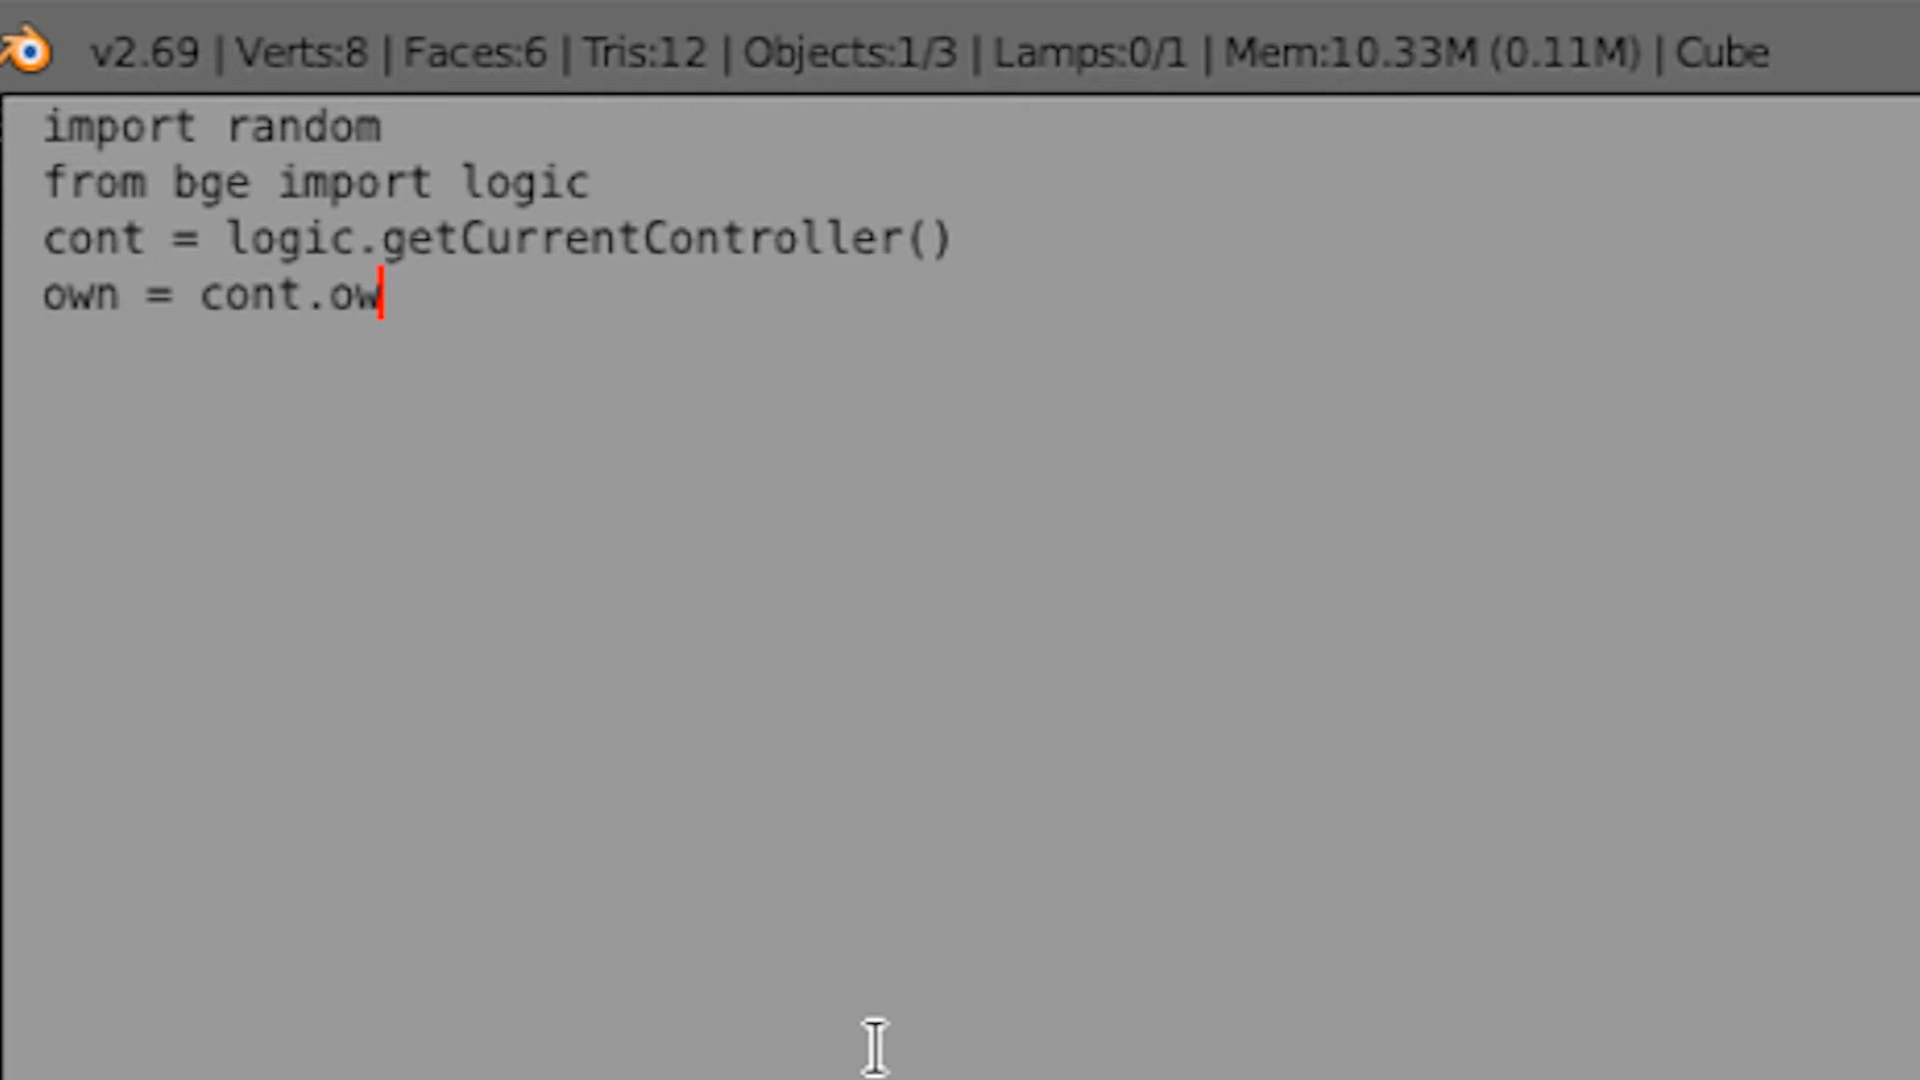 v2.69 | Verts:8 | Faces:6 | Tris:12 | Objects:1/3 | Lamps:0/1 | Mem:10.33M (0.11M) | Cube
import random
from bge import logic
cont = logic.getCurrentController()
own = cont.ow